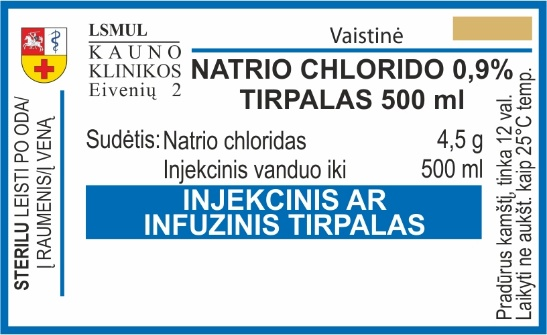 LSMUL
KAUNO
KLINIKOS
Eivenių 2
Vaistinė
NATRIO CHLORIDO 0,9%
TIRPALAS 500 ml
Sudėtis: Natrio chloridas 4,5 g
Injekcinis vanduo iki 500 ml
INJEKCINIS AR
INFUZINIS TIRPALAS
STERILU LEISTI PO ODA/
Į RAUMENIS/Į VENĄ
Pradūrus kamštį, tinka 12 val.
Laikyti ne aukšt. kaip 25°C temp.